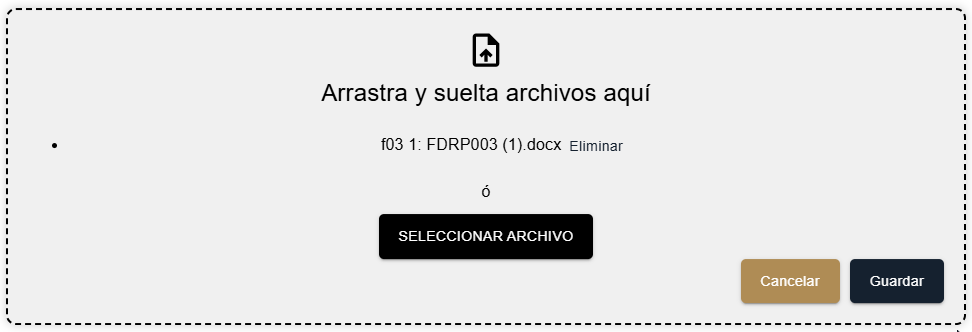 Arrastra y suelta archivos aquí
f03 1: FDRP003 (1).docx Eliminar
ó
SELECCIONAR ARCHIVO
Cancelar Guardar